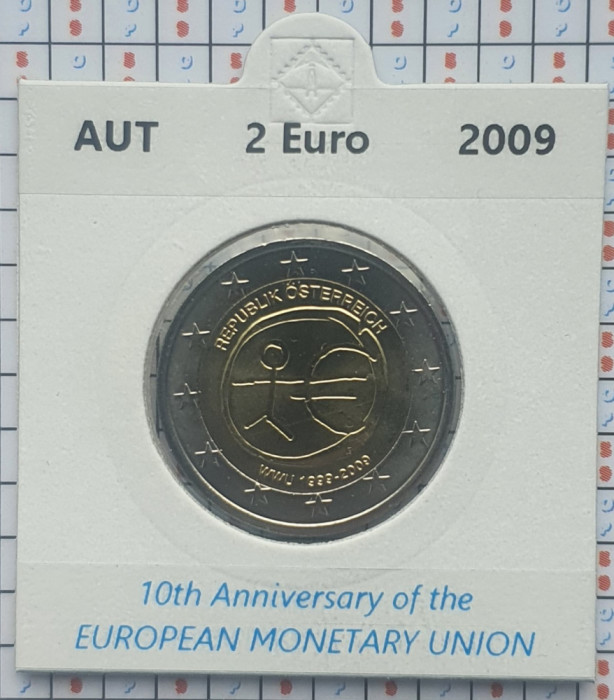 AUT 2 Euro 2009
REPUBLIK ÖSTERREICH
WWU 1999-2009
10th Anniversary of the
EUROPEAN MONETARY UNION